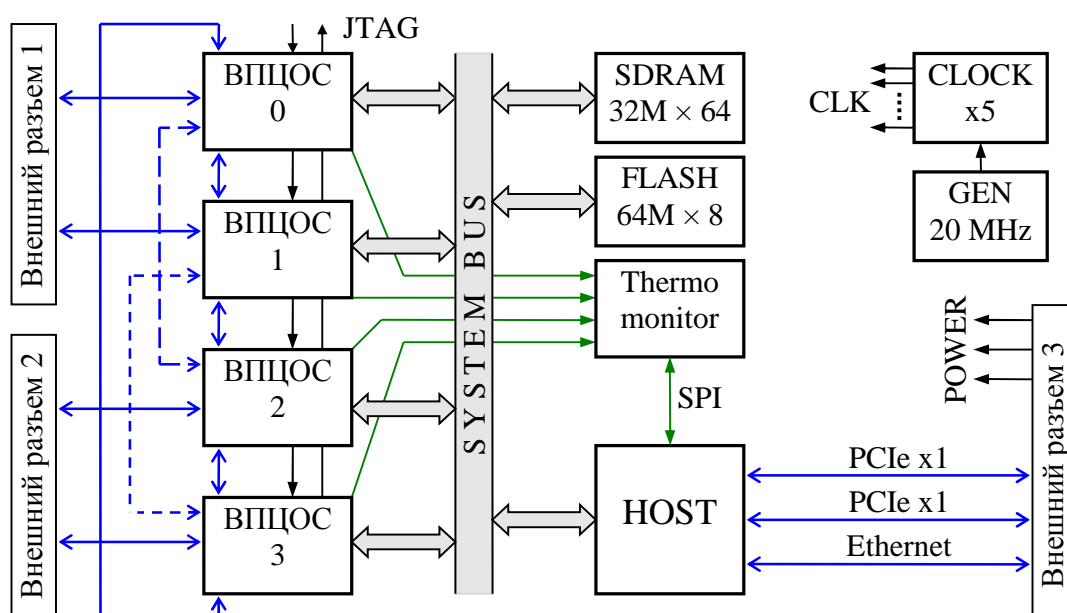 Внешний разъем 1
Внешний разъем 2
JTAG
ВПЦОС
0
ВПЦОС
1
ВПЦОС
2
ВПЦОС
3
SYSTEM BUS
SDRAM
32M × 64
FLASH
64M × 8
Thermo
monitor
SPI
HOST
CLK
CLOCK
x5
GEN
20 MHz
POWER
PCIe x1
PCIe x1
Ethernet
Внешний разъем 3